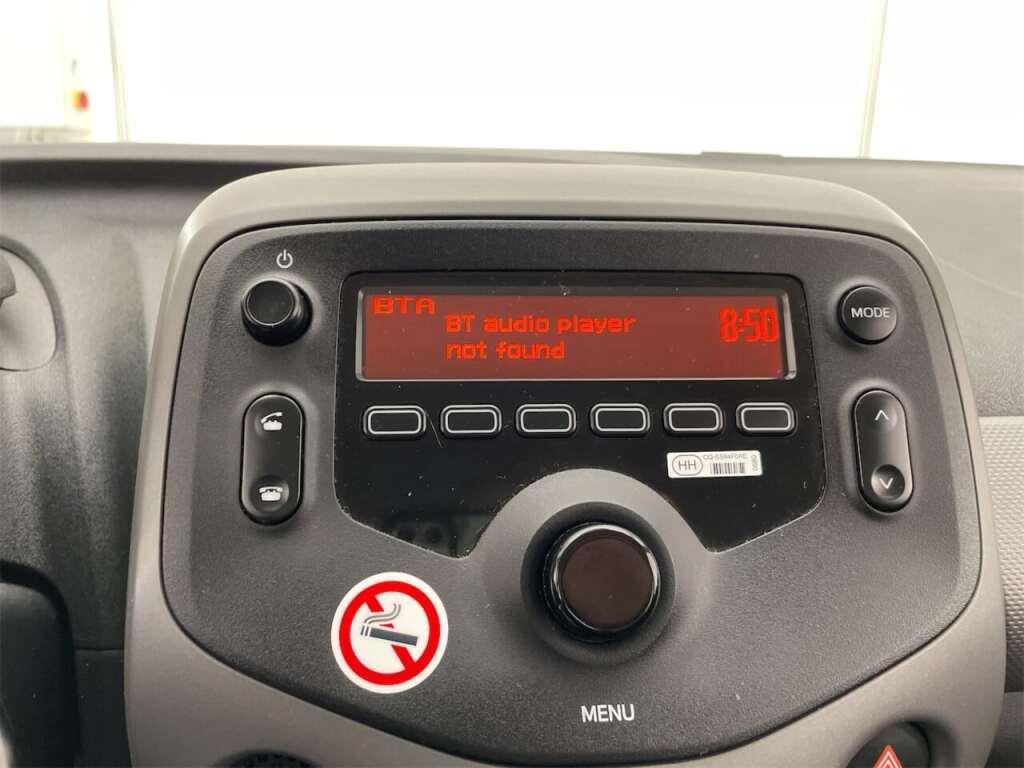 BTA
BT audio player
not found
8:50
MODE
HH
MENU